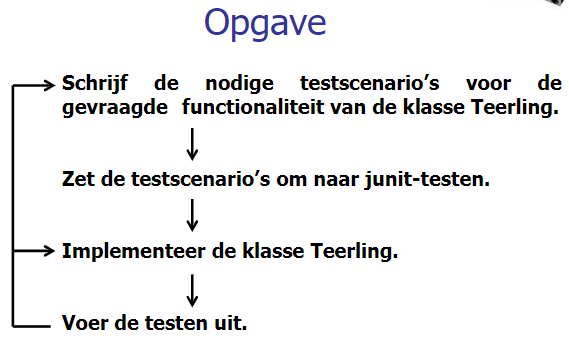 Opgave
Schrijf de nodige testscenario's voor de
gevraagde functionaliteit van de klasse Teerling.
Zet de testscenario's om naar junit-testen.
Implementeer de klasse Teerling.
Voer de testen uit.